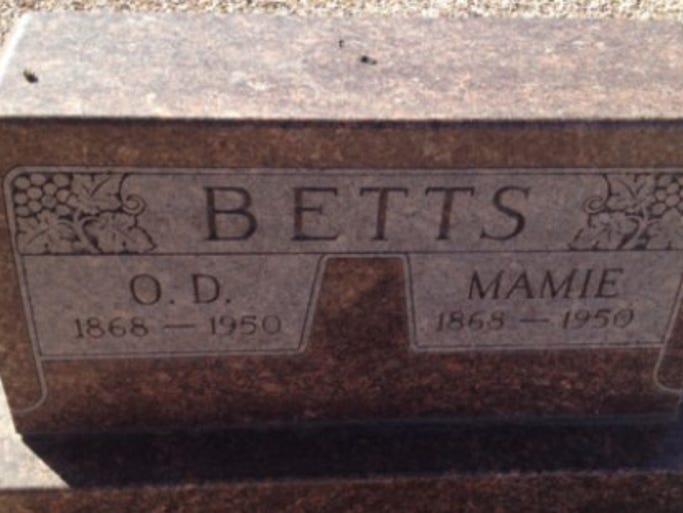 BETTS
O. D. MAMIE
1868 — 1950 1868 — 1950